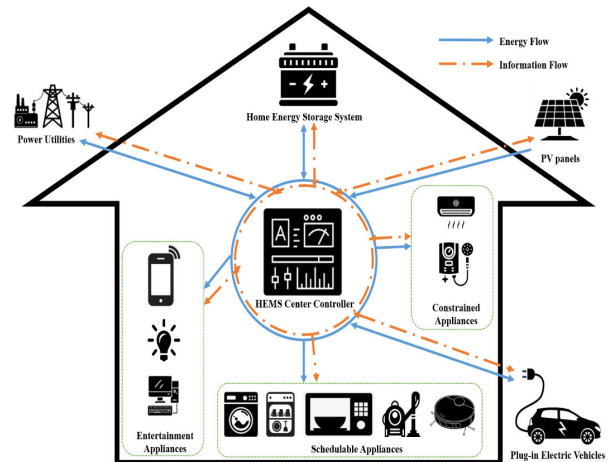 Energy Flow
Information Flow
Home Energy Storage System
Power Utilities
PV panels
A
HEMS Center Controller
Constrained
Appliances
Entertainment
Appliances
Schedulable Appliances
Plug-in Electric Vehicles